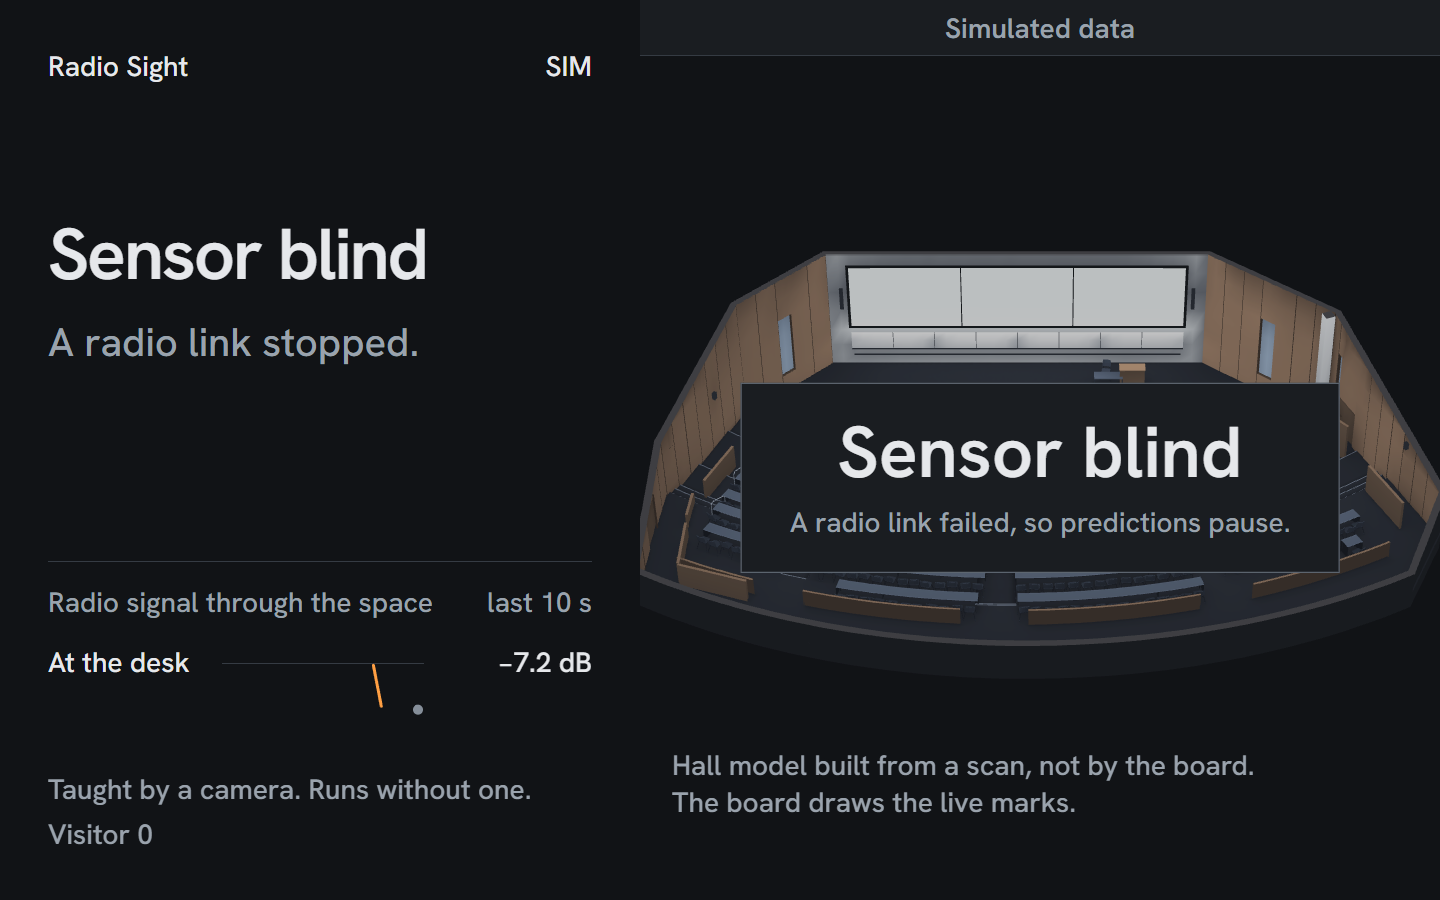 Radio Sight
SIM
Sensor blind
A radio link stopped.
Radio signal through the space
last 10 s
At the desk
–7.2 dB
Taught by a camera. Runs without one.
Visitor 0
Simulated data
Sensor blind
A radio link failed, so predictions pause.
Hall model built from a scan, not by the board.
The board draws the live marks.